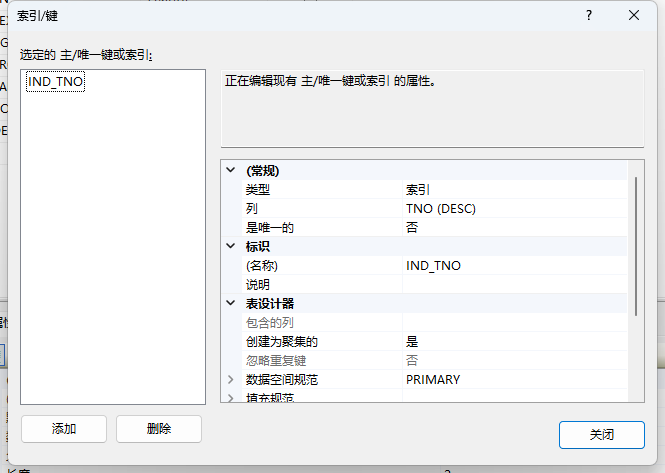 索引/键
?
选定的 主/唯一键或索引:
IND_TNO
正在编辑现有 主/唯一键或索引 的属性。
(常规)
类型 索引
列 TNO (DESC)
是唯一的 否
标识
(名称) IND_TNO
说明
表设计器
包含的列
创建为聚集的 是
忽略重复键 否
数据空间规范 PRIMARY
填充规范
添加 删除
关闭